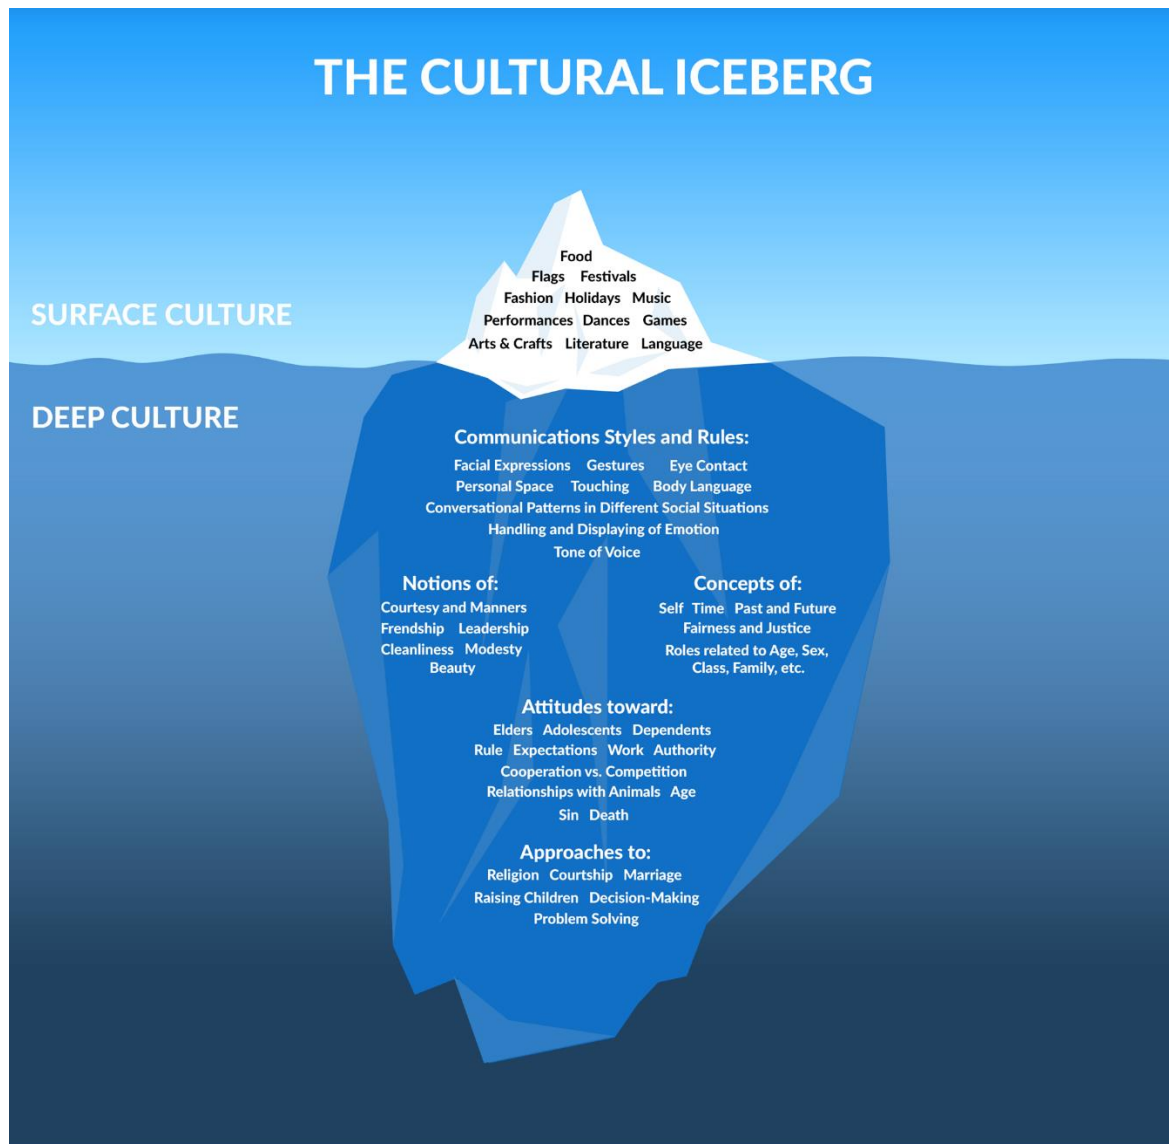 THE CULTURAL ICEBERG
Food
Flags Festivals
Fashion Holidays Music
Performances Dances Games
Arts & Crafts Literature Language
SURFACE CULTURE
DEEP CULTURE
Communications Styles and Rules:
Facial Expressions Gestures Eye Contact
Personal Space Touching Body Language
Conversational Patterns in Different Social Situations
Handling and Displaying of Emotion
Tone of Voice
Notions of:
Courtesy and Manners
Frendship Leadership
Cleanliness Modesty
Beauty
Concepts of:
Self Time Past and Future
Fairness and Justice
Roles related to Age, Sex,
Class, Family, etc.
Attitudes toward:
Elders Adolescents Dependents
Rule Expectations Work Authority
Cooperation vs. Competition
Relationships with Animals Age
Sin Death
Approaches to:
Religion Courtship Marriage
Raising Children Decision-Making
Problem Solving